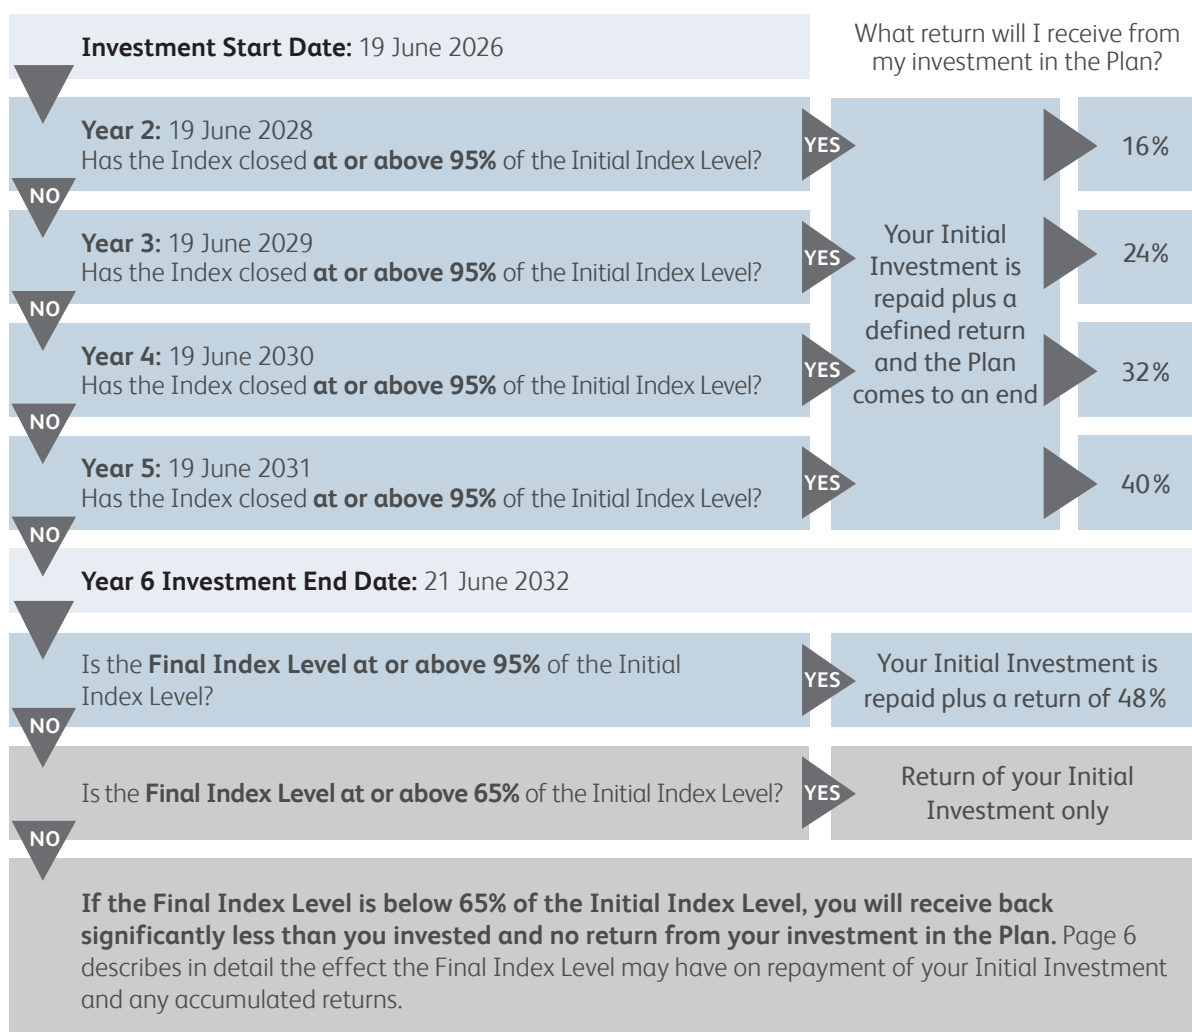 Investment Start Date: 19 June 2026
What return will I receive from
my investment in the Plan?
Year 2: 19 June 2028
Has the Index closed at or above 95% of the Initial Index Level?
YES
16%
NO
Year 3: 19 June 2029
Has the Index closed at or above 95% of the Initial Index Level?
YES
24%
NO
Year 4: 19 June 2030
Has the Index closed at or above 95% of the Initial Index Level?
YES
32%
NO
Year 5: 19 June 2031
Has the Index closed at or above 95% of the Initial Index Level?
YES
40%
Your Initial
Investment is
repaid plus a
defined return
and the Plan
comes to an end
NO
Year 6 Investment End Date: 21 June 2032
Is the Final Index Level at or above 95% of the Initial
Index Level?
YES
Your Initial Investment is
repaid plus a return of 48%
NO
Is the Final Index Level at or above 65% of the Initial Index Level?
YES
Return of your Initial
Investment only
NO
If the Final Index Level is below 65% of the Initial Index Level, you will receive back
significantly less than you invested and no return from your investment in the Plan. Page 6
describes in detail the effect the Final Index Level may have on repayment of your Initial Investment
and any accumulated returns.